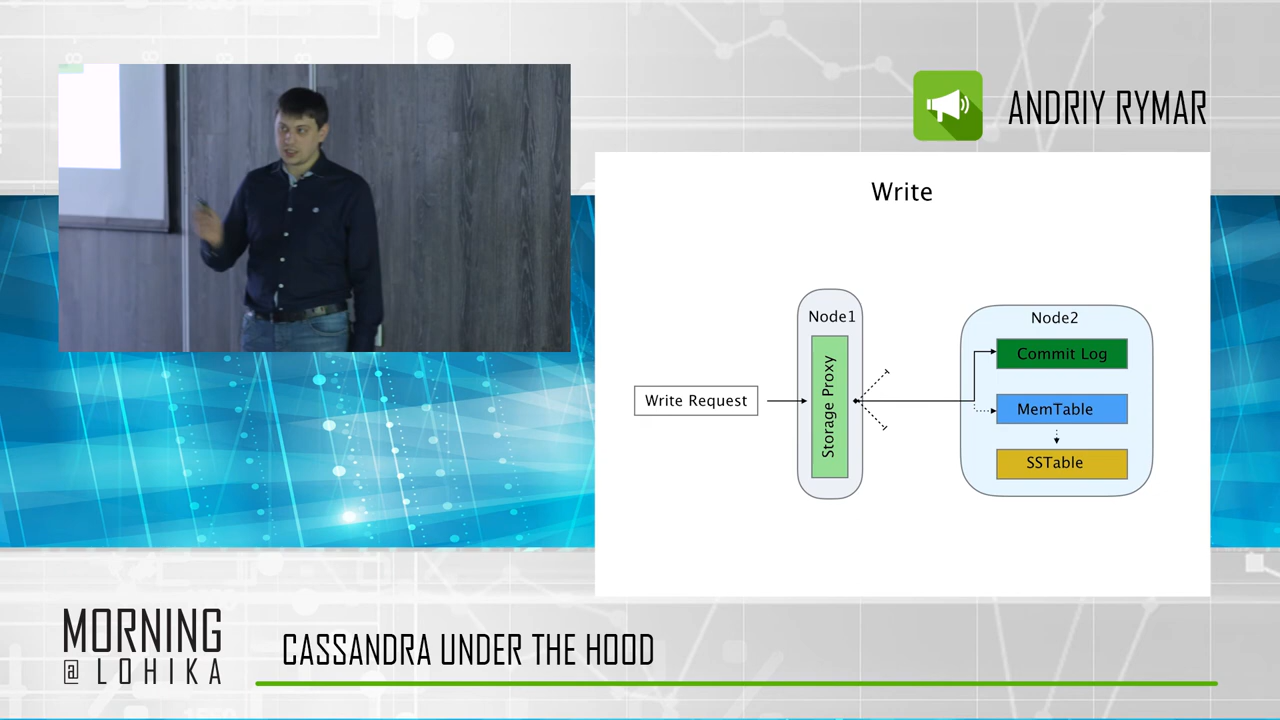 ANDRIY RYMAR
Write
Node1
Storage Proxy
Write Request
Node2
Commit Log
MemTable
SSTable
MORNING
@ LOHIKA
CASSANDRA UNDER THE HOOD